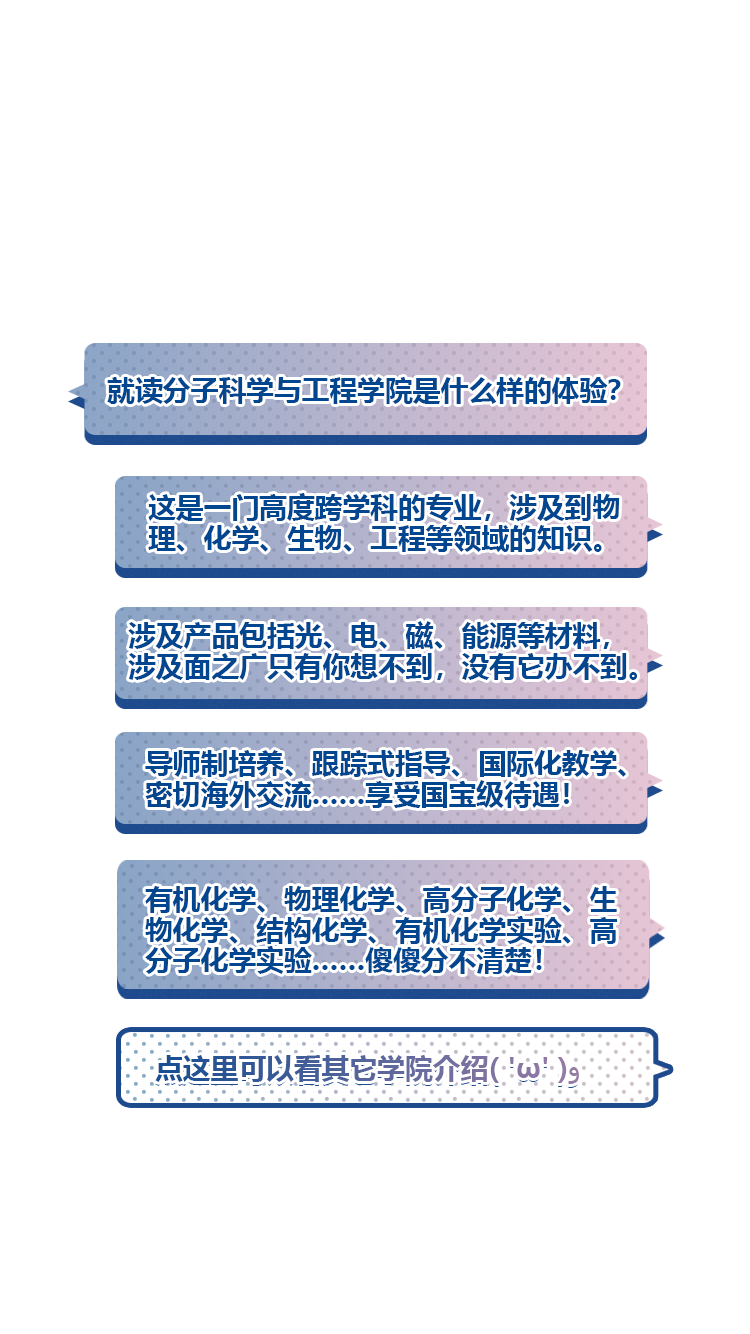 就读分子科学与工程学院是什么样的体验?
这是一门高度跨学科的专业，涉及到物
理、化学、生物、工程等领域的知识。
涉及产品包括光、电、磁、能源等材料，
涉及面之广只有你想不到，没有它办不到。
导师制培养、跟踪式指导、国际化教学、
密切海外交流……享受国宝级待遇！
有机化学、物理化学、高分子化学、生
物化学、结构化学、有机化学实验、高
分子化学实验……傻傻分不清楚！
点这里可以看其它学院介绍( 'ω' )و